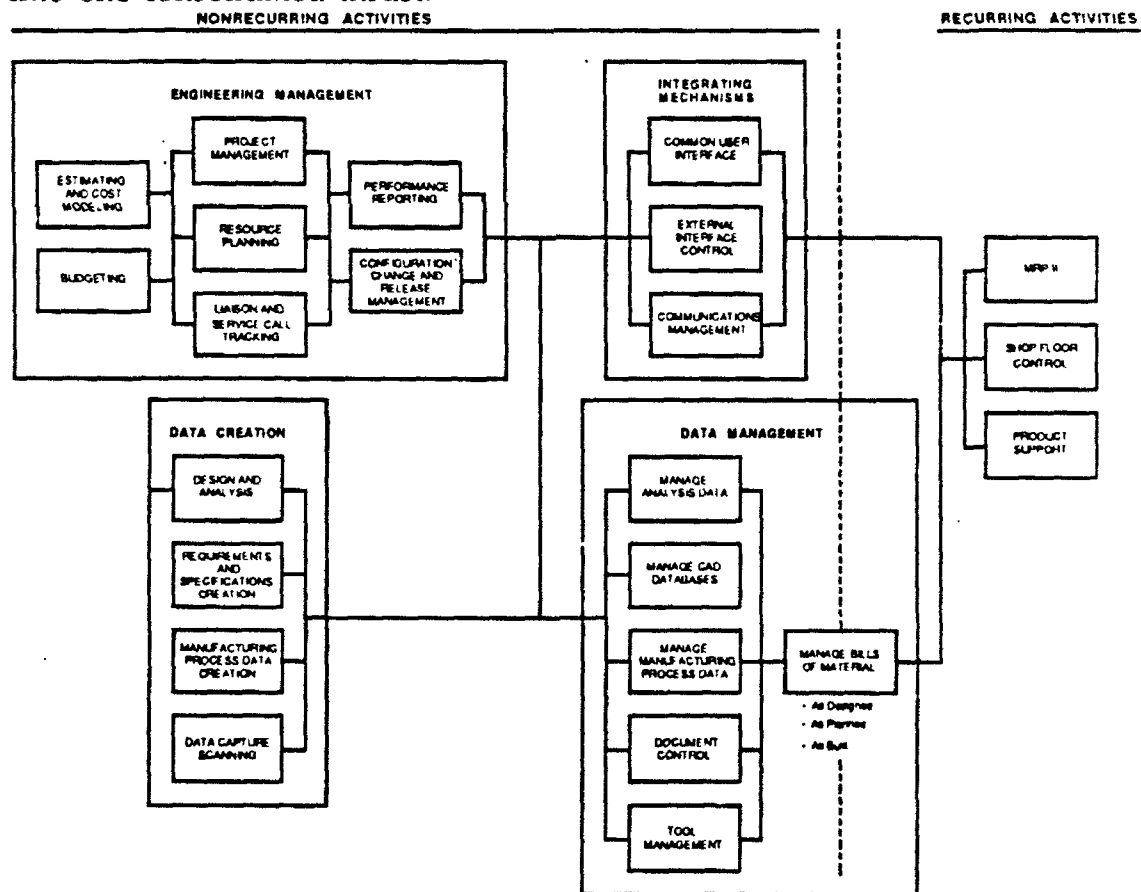 NONRECURRING ACTIVITIES
RECURRING ACTIVITIES
ENGINEERING MANAGEMENT
ESTIMATING
AND COST
MODELING
BUDGETING
PROJECT
MANAGEMENT
RESOURCE
PLANNING
LIAISON AND
SERVICE CALL
TRACKING
PERFORMANCE
REPORTING
CONFIGURATION
CHANGE AND
RELEASE
MANAGEMENT
INTEGRATING
MECHANISMS
COMMON USER
INTERFACE
EXTERNAL
INTERFACE
CONTROL
COMMUNICATIONS
MANAGEMENT
MRP II
SHOP FLOOR
CONTROL
PRODUCT
SUPPORT
DATA CREATION
DESIGN AND
ANALYSIS
REQUIREMENTS
AND
SPECIFICATIONS
CREATION
MANUFACTURING
PROCESS DATA
CREATION
DATA CAPTURE
SCANNING
DATA MANAGEMENT
MANAGE
ANALYSIS DATA
MANAGE CAD
DATABASES
MANAGE
MANUFACTURING
PROCESS DATA
DOCUMENT
CONTROL
TOOL
MANAGEMENT
MANAGE BILLS
OF MATERIAL
• As Designed
• As Planned
• As Built